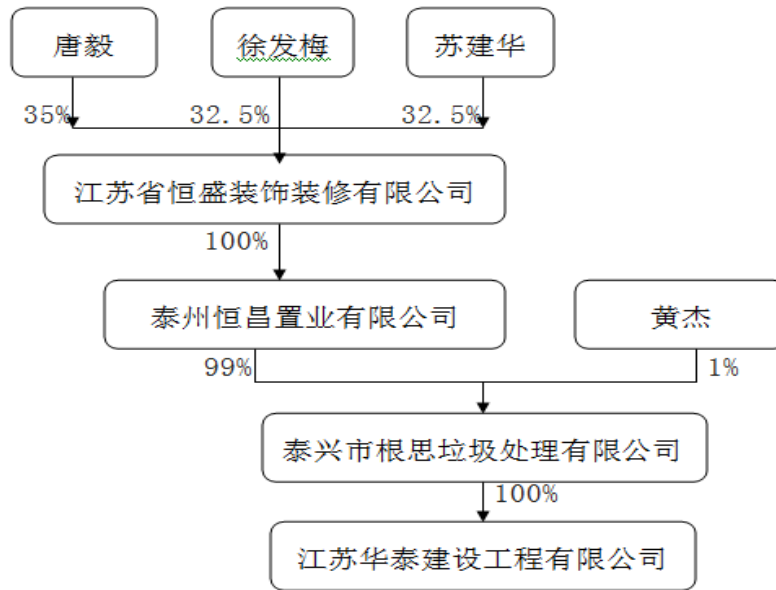 唐毅
徐发梅
苏建华
35%
32.5%
32.5%
江苏省恒盛装饰装修有限公司
100%
泰州恒昌置业有限公司
黄杰
99%
1%
泰兴市根思垃圾处理有限公司
100%
江苏华泰建设工程有限公司